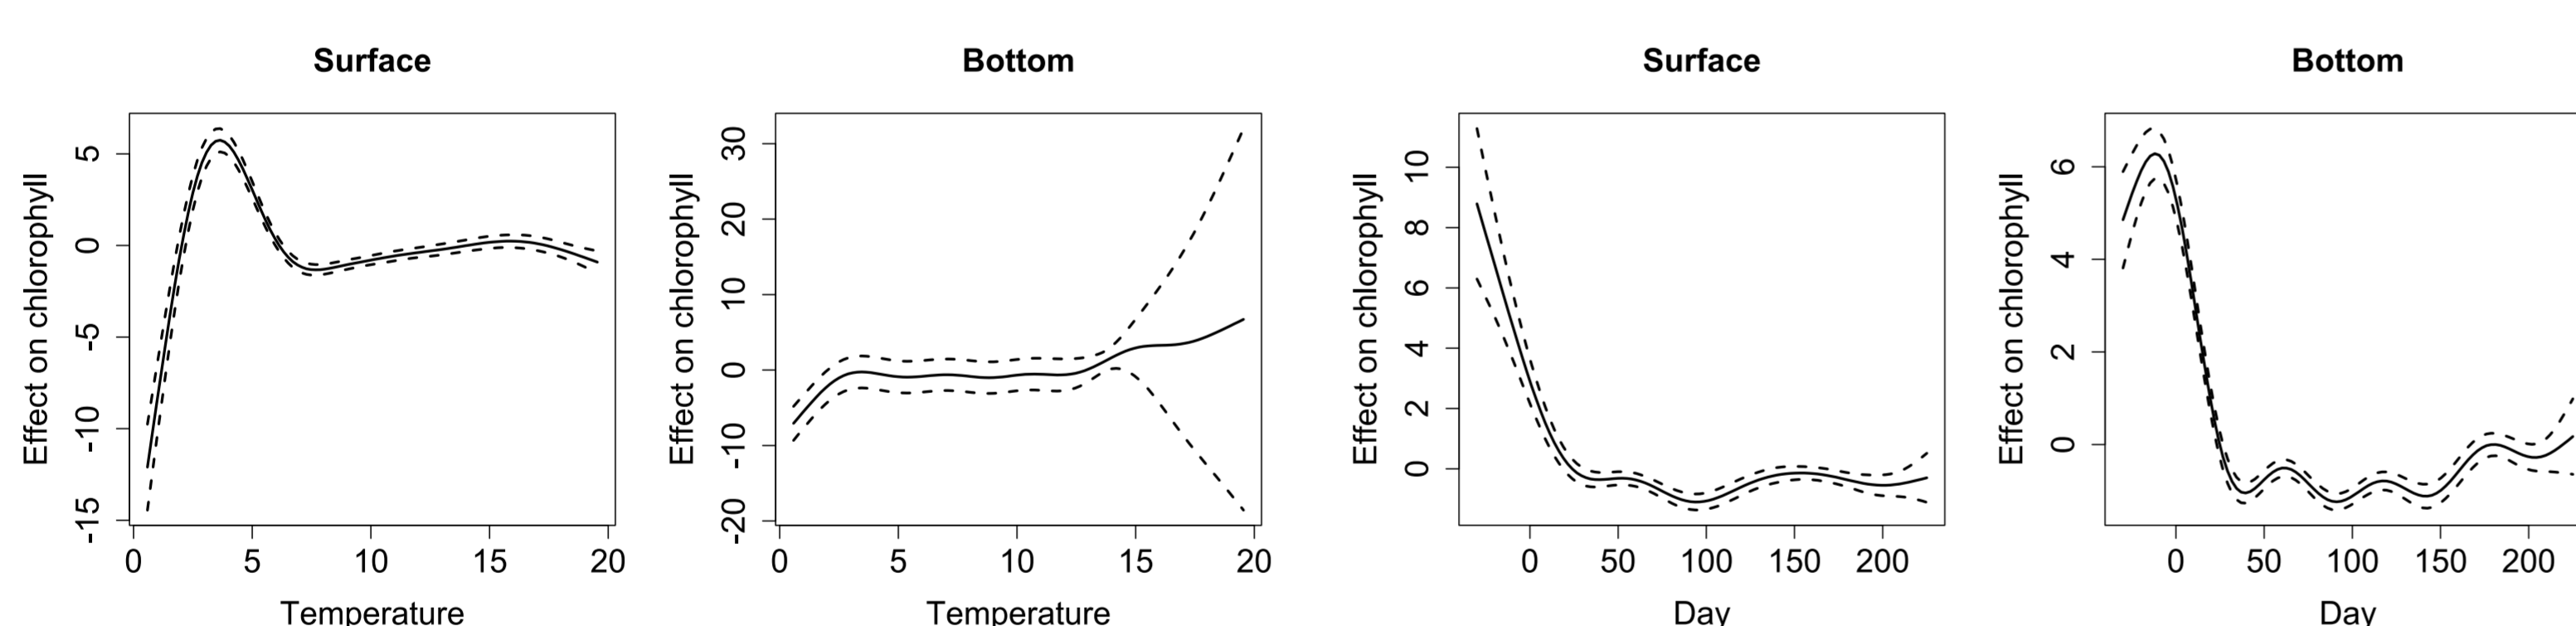 Surface
Effect on chlorophyll
5
0
-5
-10
-15
0 5 10 15 20
Temperature
Bottom
Effect on chlorophyll
30
20
10
0
-10
-20
0 5 10 15 20
Temperature
Surface
Effect on chlorophyll
10
8
6
4
2
0
0 50 100 150 200
Day
Bottom
Effect on chlorophyll
6
4
2
0
0 50 100 150 200
Day